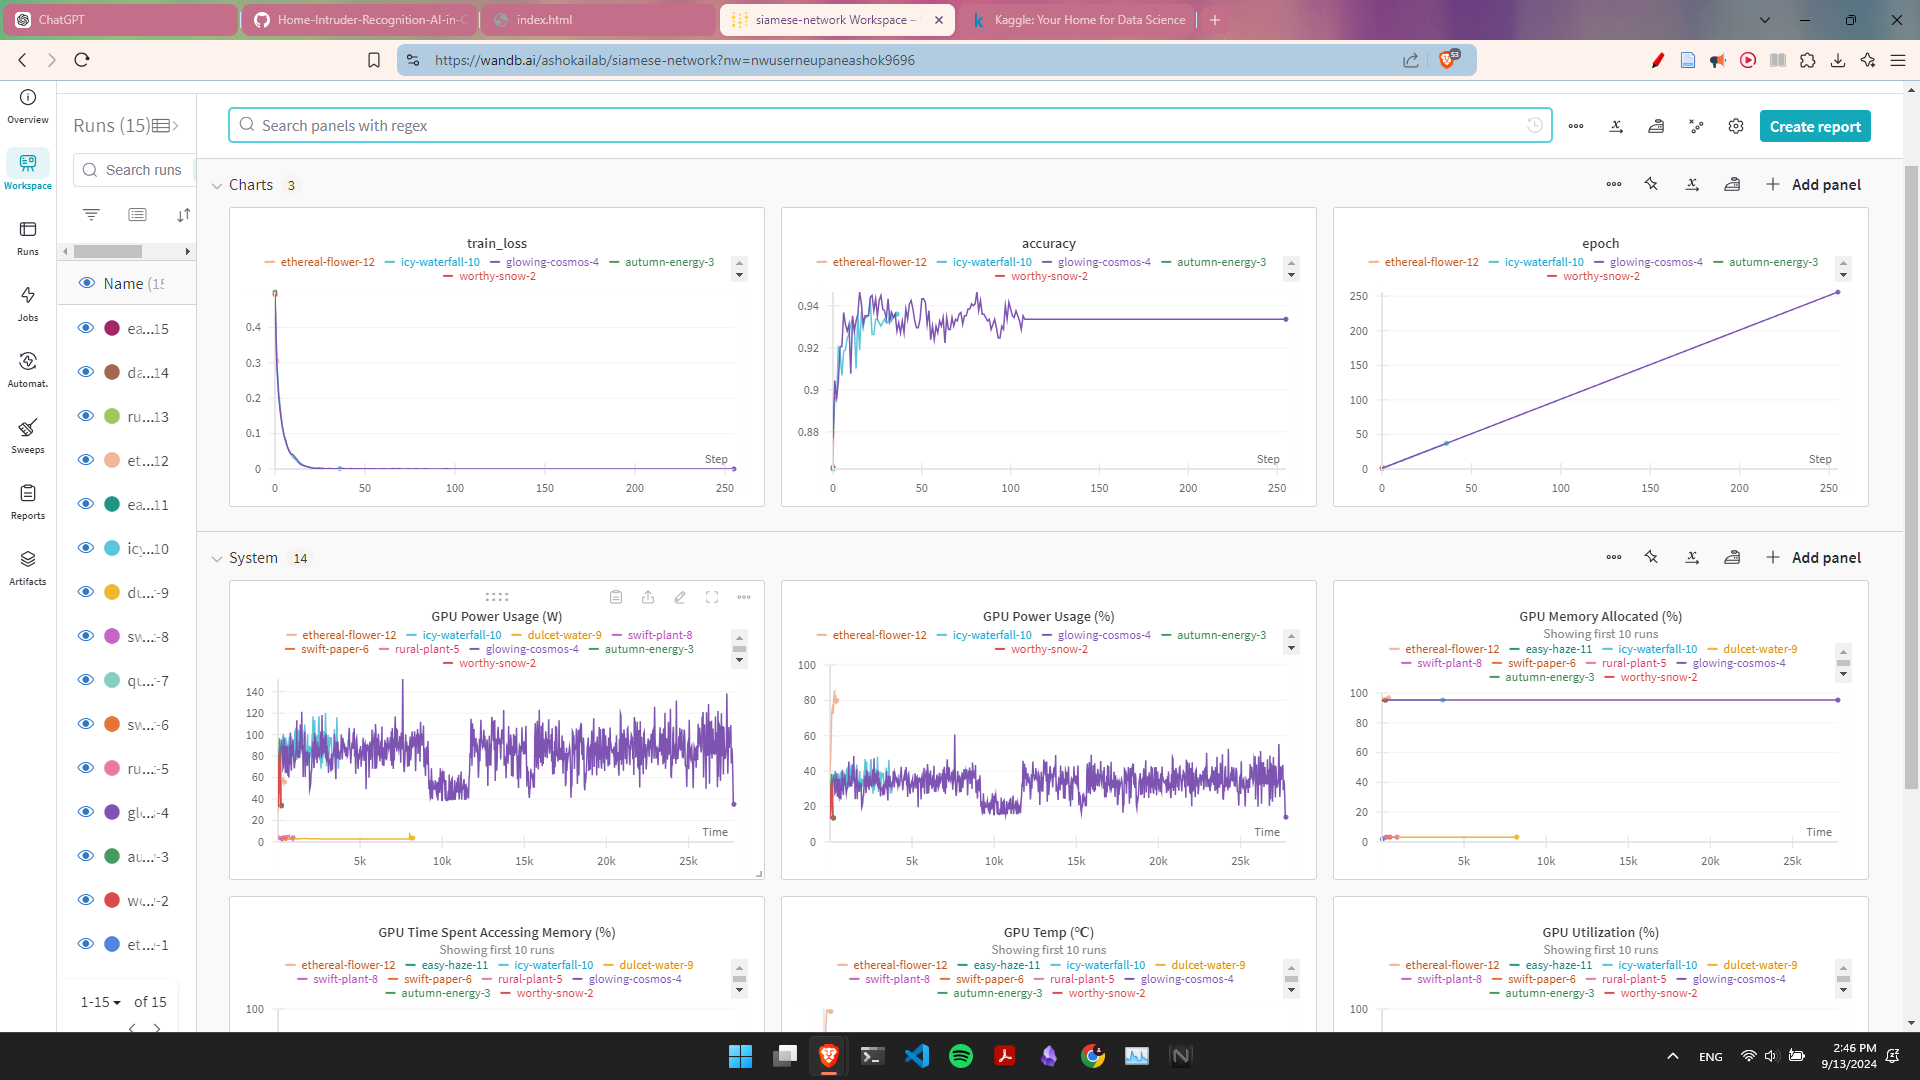 ChatGPT
Home-Intruder-Recognition-AI-in-C
index.html
siamese-network Workspace –
Kaggle: Your Home for Data Science
https://wandb.ai/ashokailab/siamese-network?nw=nwuserneupaneashok9696
53
Overview
Workspace
Runs
Jobs
Automat.
Sweeps
Reports
Artifacts
Runs (15)
Search runs
Name (15
ea...15
da...14
ru...13
et...12
ea...11
icy...10
du...-9
sw...-8
qu...-7
sw...-6
ru...-5
glo...-4
au...-3
wo...-2
et...-1
1-15 of 15
Search panels with regex
Create report
Charts 3
Add panel
train_loss
ethereal-flower-12 icy-waterfall-10 glowing-cosmos-4 autumn-energy-3
worthy-snow-2
0.4
0.3
0.2
0.1
0
Step
0 50 100 150 200 250
accuracy
ethereal-flower-12 icy-waterfall-10 glowing-cosmos-4 autumn-energy-3
worthy-snow-2
0.94
0.92
0.9
0.88
Step
0 50 100 150 200 250
epoch
ethereal-flower-12 icy-waterfall-10 glowing-cosmos-4 autumn-energy-3
worthy-snow-2
250
200
150
100
50
0
Step
0 50 100 150 200 250
System 14
Add panel
GPU Power Usage (W)
ethereal-flower-12 icy-waterfall-10 dulcet-water-9 swift-plant-8
swift-paper-6 rural-plant-5 glowing-cosmos-4 autumn-energy-3
worthy-snow-2
140
120
100
80
60
40
20
0
Time
5k 10k 15k 20k 25k
GPU Power Usage (%)
ethereal-flower-12 icy-waterfall-10 glowing-cosmos-4 autumn-energy-3
worthy-snow-2
100
80
60
40
20
0
Time
5k 10k 15k 20k 25k
GPU Memory Allocated (%)
Showing first 10 runs
ethereal-flower-12 easy-haze-11 icy-waterfall-10 dulcet-water-9
swift-plant-8 swift-paper-6 rural-plant-5 glowing-cosmos-4
autumn-energy-3 worthy-snow-2
100
80
60
40
20
0
Time
5k 10k 15k 20k 25k
GPU Time Spent Accessing Memory (%)
Showing first 10 runs
ethereal-flower-12 easy-haze-11 icy-waterfall-10 dulcet-water-9
swift-plant-8 swift-paper-6 rural-plant-5 glowing-cosmos-4
autumn-energy-3 worthy-snow-2
100
GPU Temp (℃)
Showing first 10 runs
ethereal-flower-12 easy-haze-11 icy-waterfall-10 dulcet-water-9
swift-plant-8 swift-paper-6 rural-plant-5 glowing-cosmos-4
autumn-energy-3 worthy-snow-2
GPU Utilization (%)
Showing first 10 runs
ethereal-flower-12 easy-haze-11 icy-waterfall-10 dulcet-water-9
swift-plant-8 swift-paper-6 rural-plant-5 glowing-cosmos-4
autumn-energy-3 worthy-snow-2
100
ENG
2:46 PM
9/13/2024